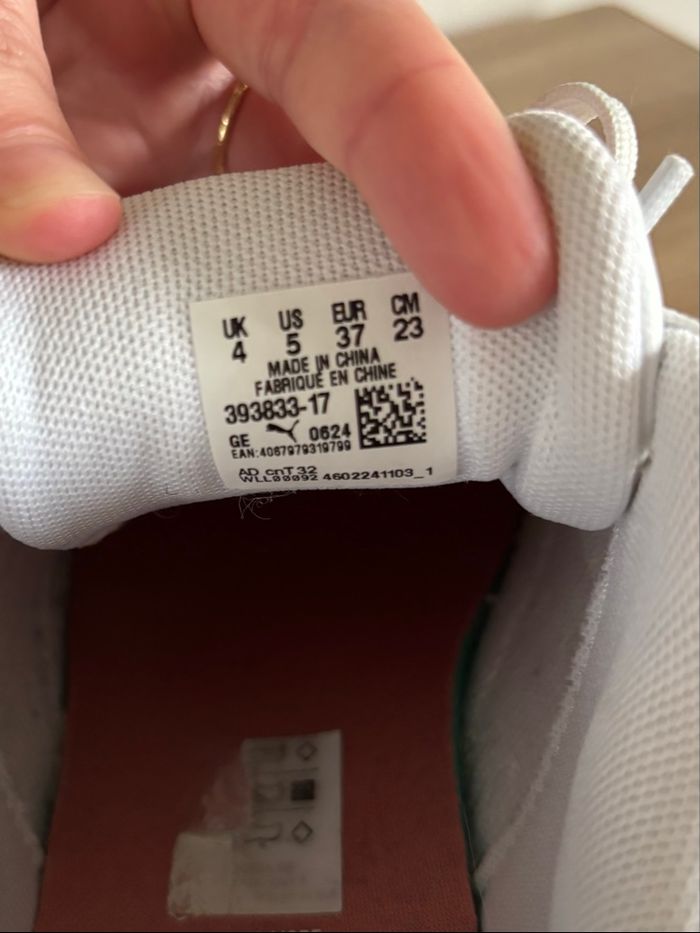 UK US EUR CM
4 5 37 23
MADE IN CHINA
FABRIQUÉ EN CHINE
393833-17
GE 0624
EAN:4067979319799
AD cnT 32
WLL00092 4602241103_1